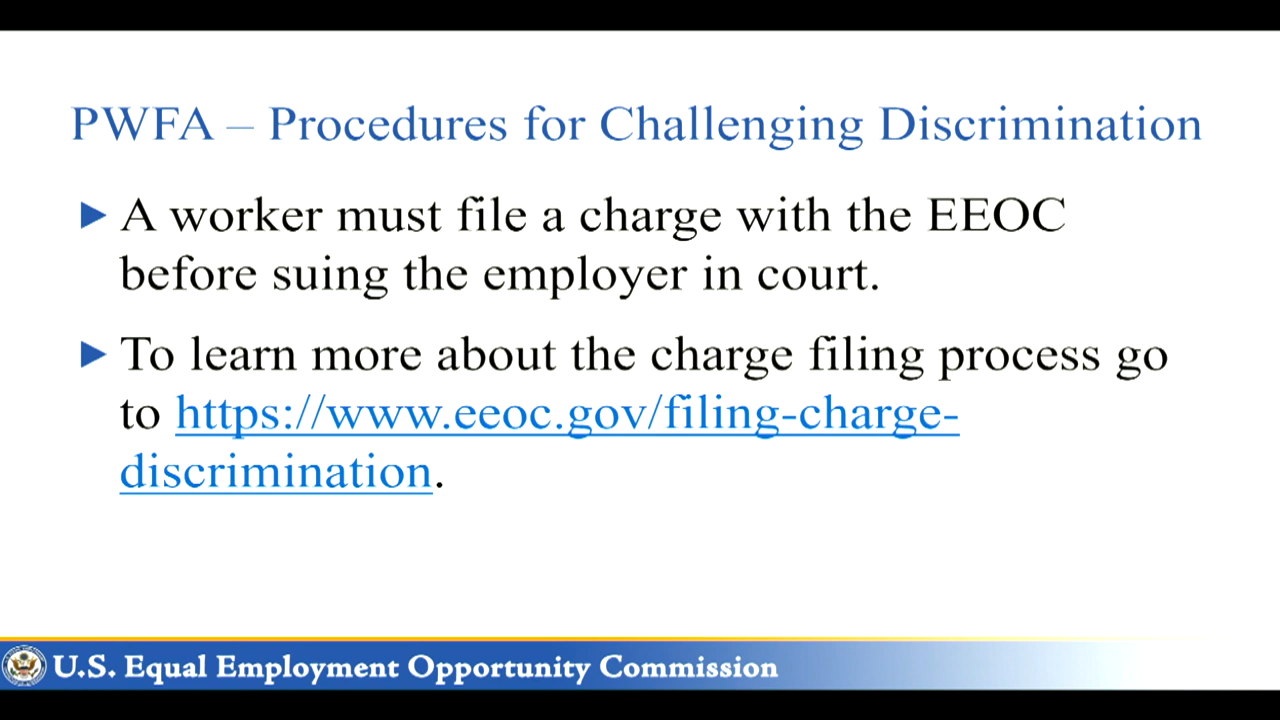 PWFA – Procedures for Challenging Discrimination
▶ A worker must file a charge with the EEOC
before suing the employer in court.
▶ To learn more about the charge filing process go
to https://www.eeoc.gov/filing-charge-
discrimination.
U.S. Equal Employment Opportunity Commission